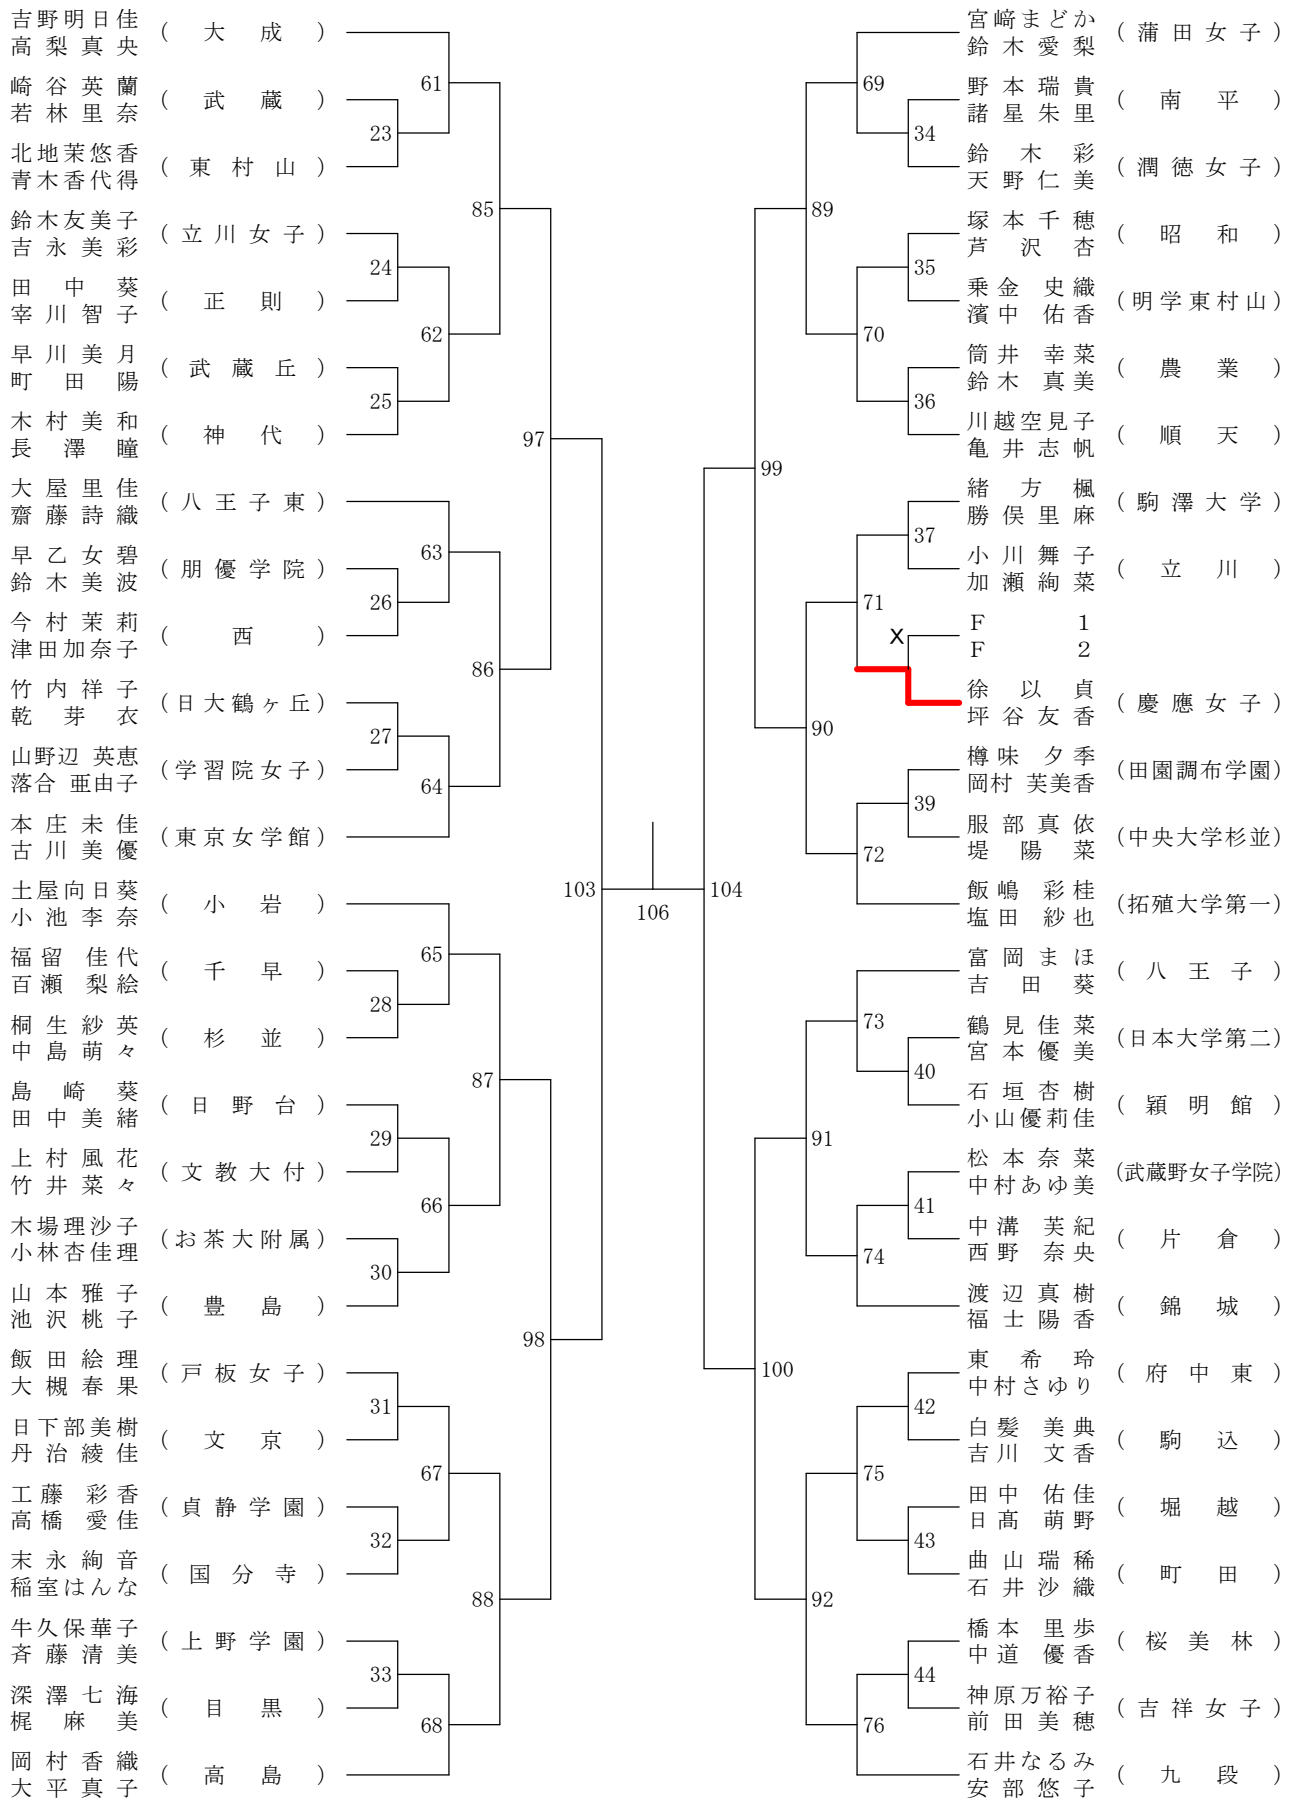 吉野明日佳
高梨真央
(大成)
崎谷英蘭
若林里奈
(武蔵)
北地茉悠香
青木香代得
(東村山)
鈴木友美子
吉永美彩
(立川女子)
田中葵
宰川智子
(正則)
早川美月
町田陽
(武蔵丘)
木村美和
長澤瞳
(神代)
大屋里佳
齋藤詩織
(八王子東)
早乙女碧
鈴木美波
(朋優学院)
今村茉莉
津田加奈子
(西)
竹内祥子
乾芽衣
(日大鶴ヶ丘)
山野辺 英恵
落合 亜由子
(学習院女子)
本庄未佳
古川美優
(東京女学館)
土屋向日葵
小池李奈
(小岩)
福留 佳代
百瀬 梨絵
(千早)
桐生紗英
中島萌々
(杉並)
島崎葵
田中美緒
(日野台)
上村風花
竹井菜々
(文教大付)
木場理沙子
小林杏佳理
(お茶大附属)
山本雅子
池沢桃子
(豊島)
飯田絵理
大槻春果
(戸板女子)
日下部美樹
丹治綾佳
(文京)
工藤 彩香
高橋 愛佳
(貞静学園)
末永絢音
稲室はんな
(国分寺)
牛久保華子
斉藤清美
(上野学園)
深澤七海
梶麻美
(目黒)
岡村香織
大平真子
(高島)
61
23
85
24
62
25
97
63
26
86
27
64
103
65
28
87
29
66
30
98
31
67
32
88
33
68
106
宮﨑まどか
鈴木愛梨
(蒲田女子)
野本瑞貴
諸星朱里
(南平)
鈴木彩
天野仁美
(潤徳女子)
塚本千穂
芦沢杏
(昭和)
乗金 史織
濱中 佑香
(明学東村山)
筒井 幸菜
鈴木 真美
(農業)
川越空見子
亀井志帆
(順天)
緒方楓
勝俣里麻
(駒澤大学)
小川舞子
加瀬絢菜
(立川)
F 1
F 2
徐以貞
坪谷友香
(慶應女子)
樽味 夕季
岡村 芙美香
(田園調布学園)
服部真依
堤陽菜
(中央大学杉並)
飯嶋 彩桂
塩田 紗也
(拓殖大学第一)
富岡まほ
吉田葵
(八王子)
鶴見佳菜
宮本優美
(日本大学第二)
石垣杏樹
小山優莉佳
(穎明館)
松本奈菜
中村あゆ美
(武蔵野女子学院)
中溝 芙紀
西野 奈央
(片倉)
渡辺真樹
福士陽香
(錦城)
東希玲
中村さゆり
(府中東)
白髪 美典
吉川 文香
(駒込)
田中 佑佳
日髙 萌野
(堀越)
曲山瑞稀
石井沙織
(町田)
橋本 里歩
中道 優香
(桜美林)
神原万裕子
前田美穂
(吉祥女子)
石井なるみ
安部悠子
(九段)
69
34
89
35
70
36
99
37
71
X
90
39
72
104
73
40
91
41
74
100
42
75
43
92
44
76